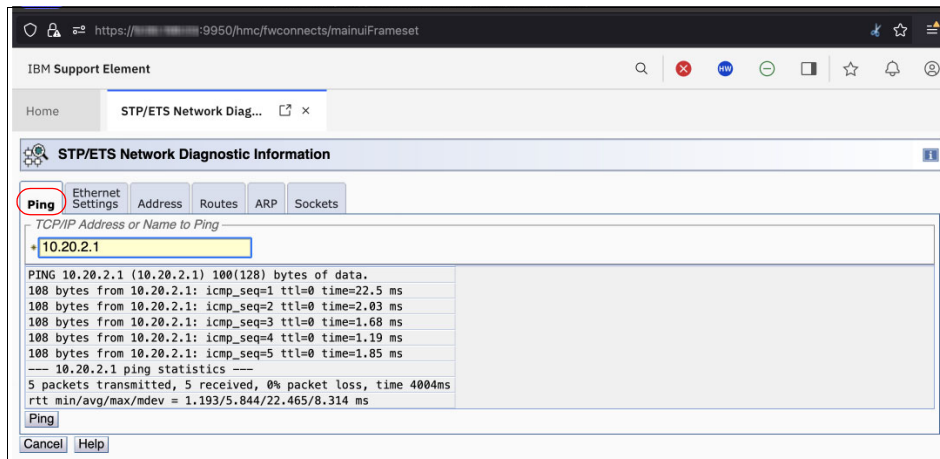 https://:9950/hmc/fwconnects/mainuiFrameset
IBM Support Element
HW
Home
STP/ETS Network Diag...
STP/ETS Network Diagnostic Information
i
Ping
Ethernet Settings
Address
Routes
ARP
Sockets
TCP/IP Address or Name to Ping
* 10.20.2.1
PING 10.20.2.1 (10.20.2.1) 100(128) bytes of data.
108 bytes from 10.20.2.1: icmp_seq=1 ttl=0 time=22.5 ms
108 bytes from 10.20.2.1: icmp_seq=2 ttl=0 time=2.03 ms
108 bytes from 10.20.2.1: icmp_seq=3 ttl=0 time=1.68 ms
108 bytes from 10.20.2.1: icmp_seq=4 ttl=0 time=1.19 ms
108 bytes from 10.20.2.1: icmp_seq=5 ttl=0 time=1.85 ms
--- 10.20.2.1 ping statistics ---
5 packets transmitted, 5 received, 0% packet loss, time 4004ms
rtt min/avg/max/mdev = 1.193/5.844/22.465/8.314 ms
Ping
Cancel
Help